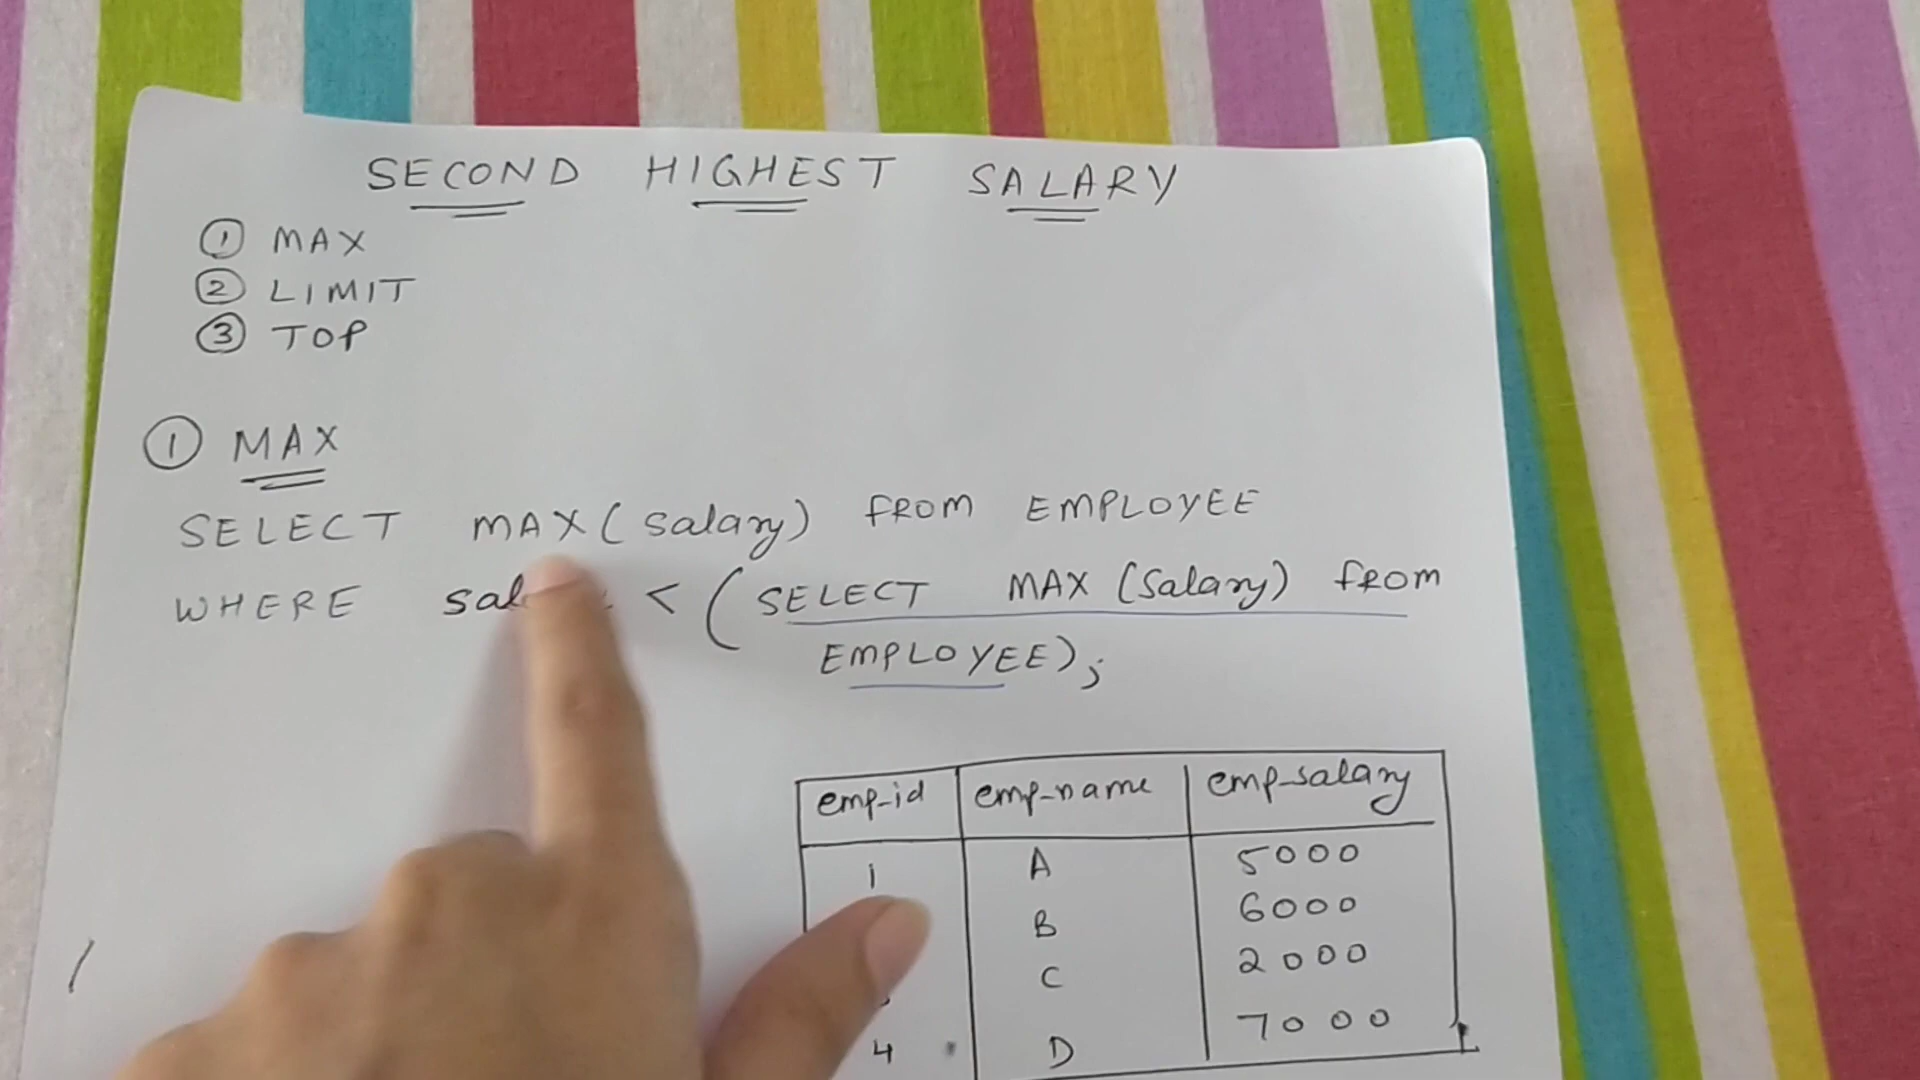 SECOND HIGHEST SALARY
① MAX
② LIMIT
③ TOP
① MAX
SELECT MAX(salary) FROM EMPLOYEE
WHERE < (SELECT MAX (Salary) from
EMPLOYEE);
emp-id emp-name emp-salary
1 A 5000
B 6000
C 2000
4 D 7000